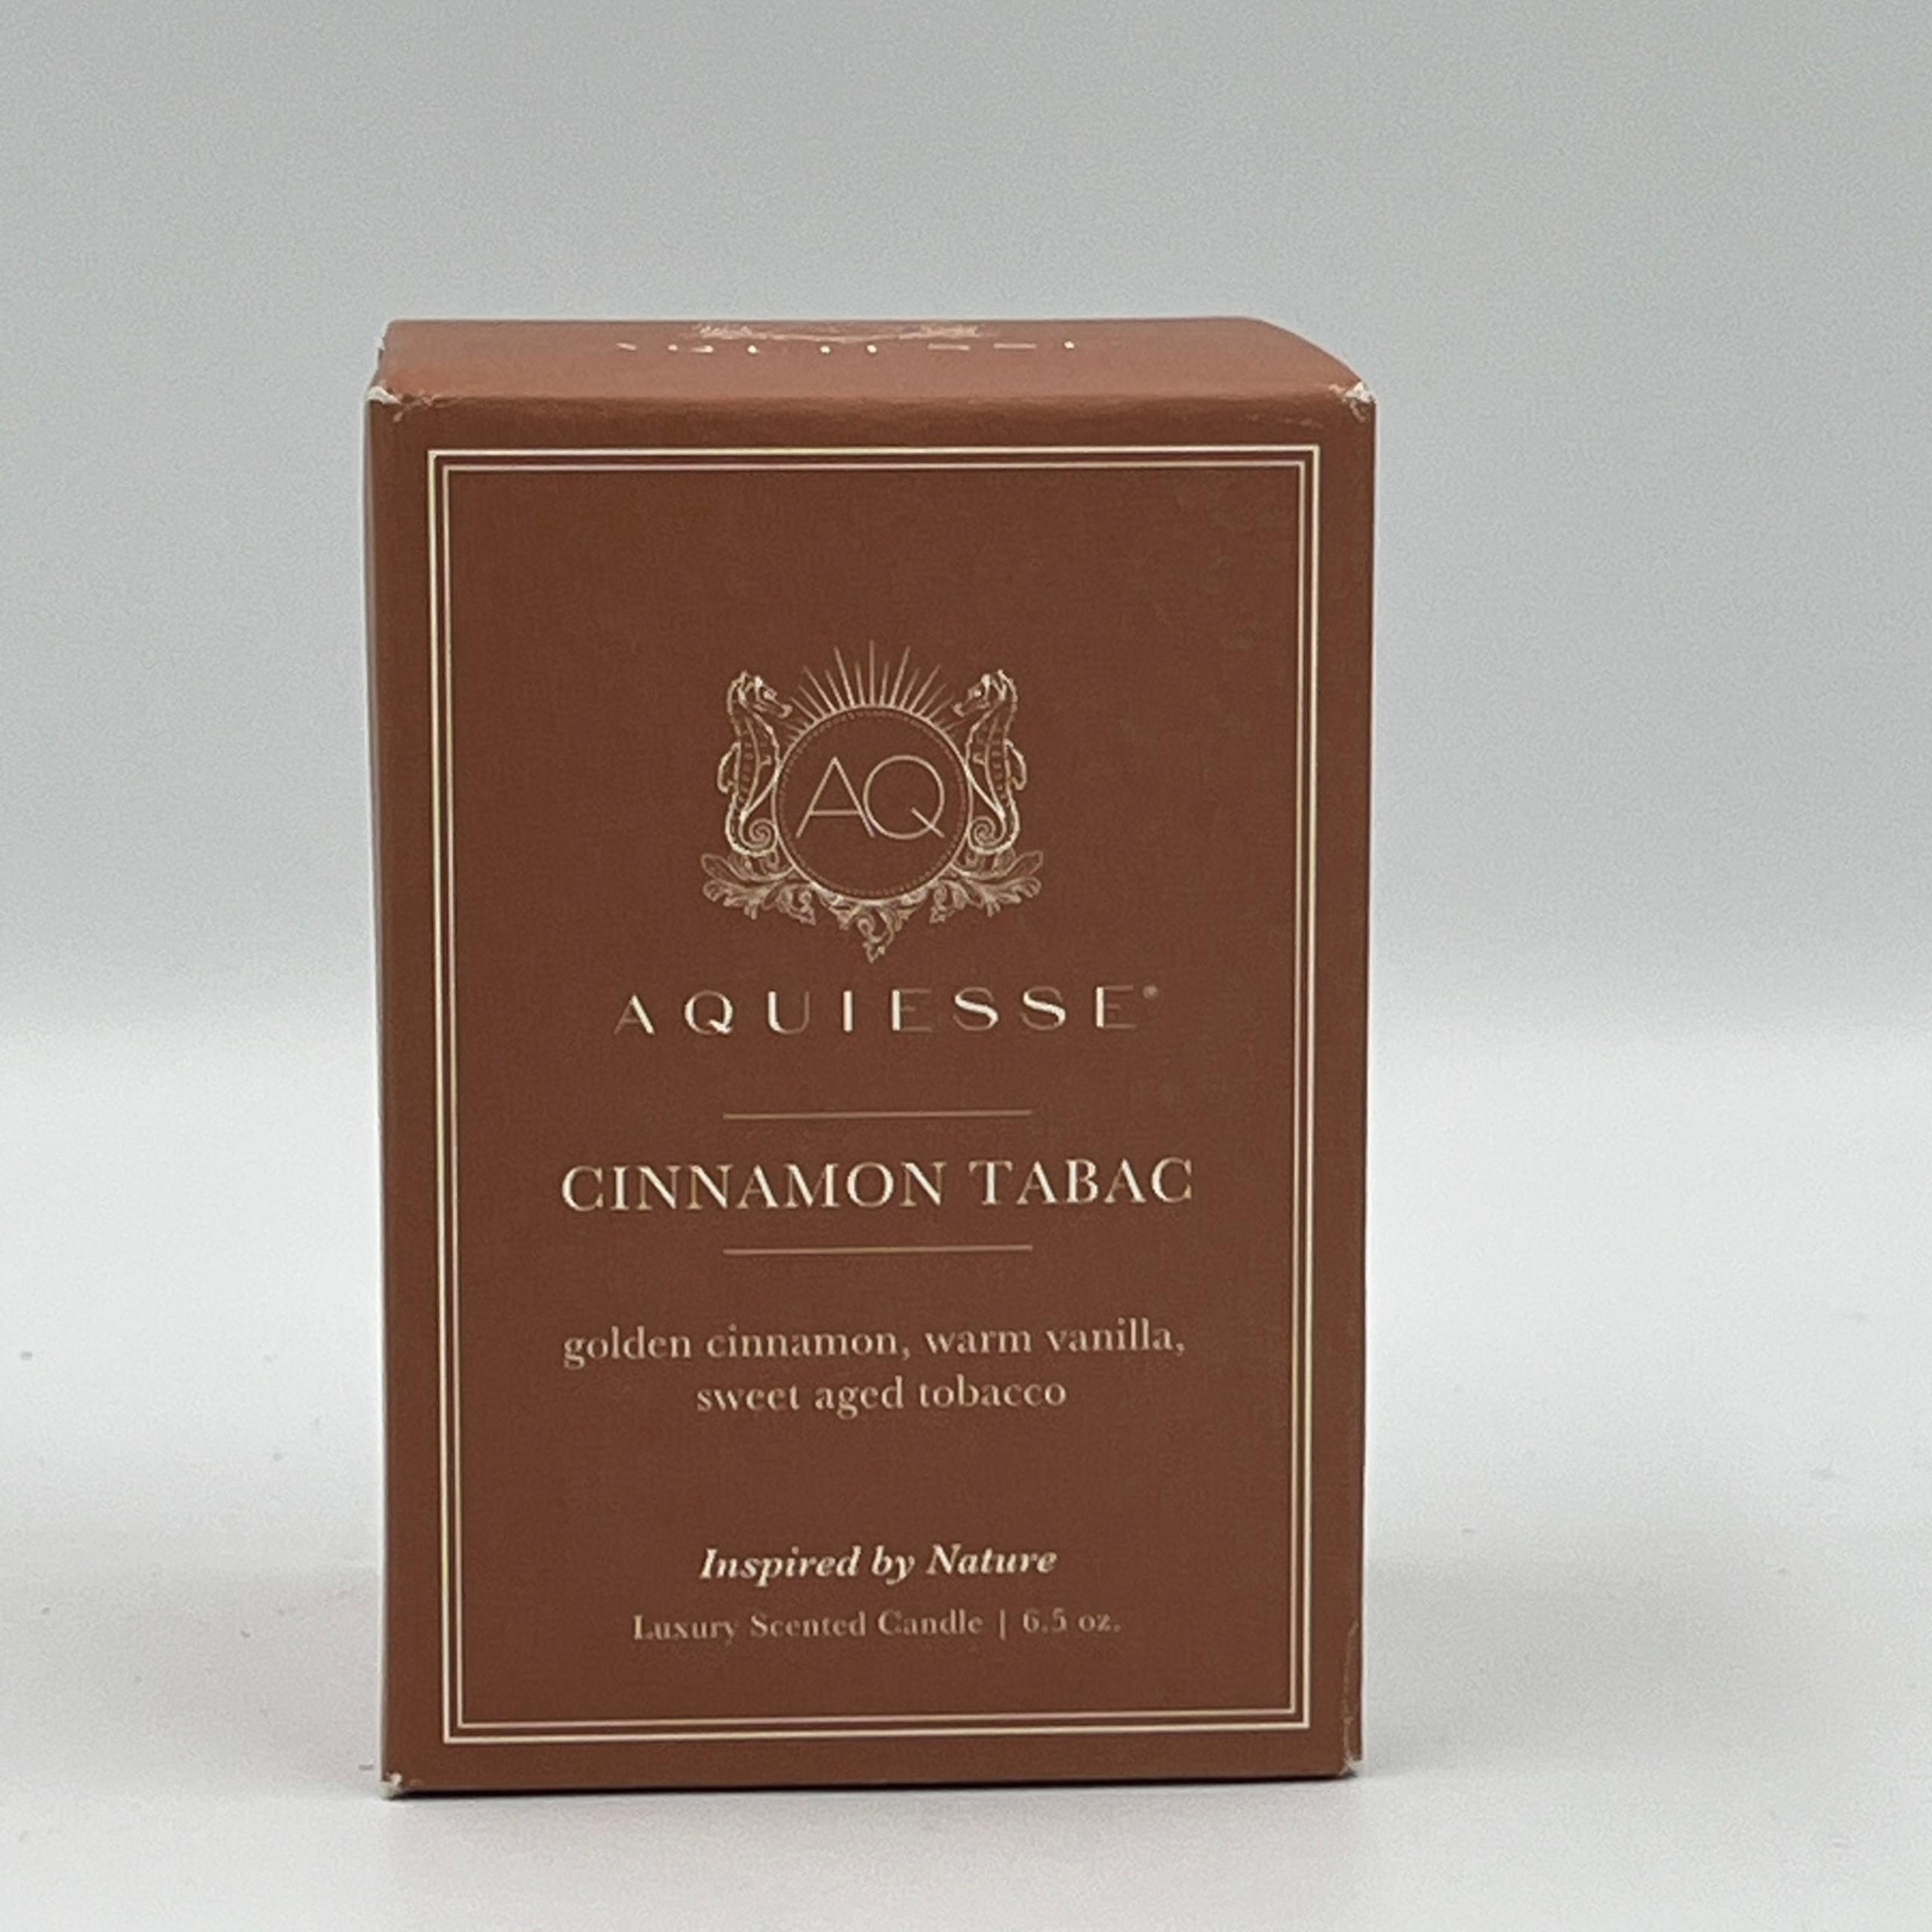 AQ
AQUIESSE®
CINNAMON TABAC
golden cinnamon, warm vanilla,
sweet aged tobacco
Inspired by Nature
Luxury Scented Candle | 6.5 oz.